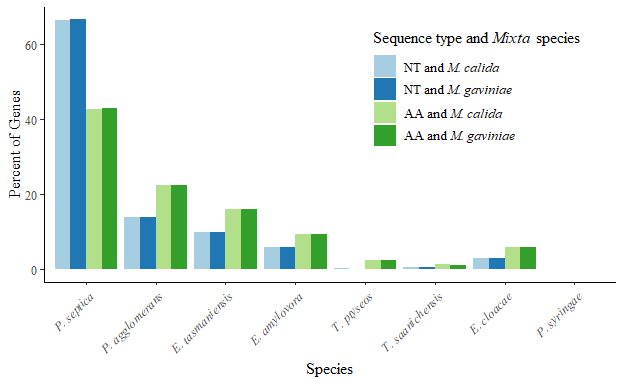 Sequence type and Mixta species
NT and M. calida
NT and M. gaviniae
AA and M. calida
AA and M. gaviniae
Percent of Genes
60
40
20
0
P. septica
P. agglomerans
E. tasmaniensis
E. amylovora
T. ptyseos
T. saanichensis
E. cloacae
P. syringae
Species